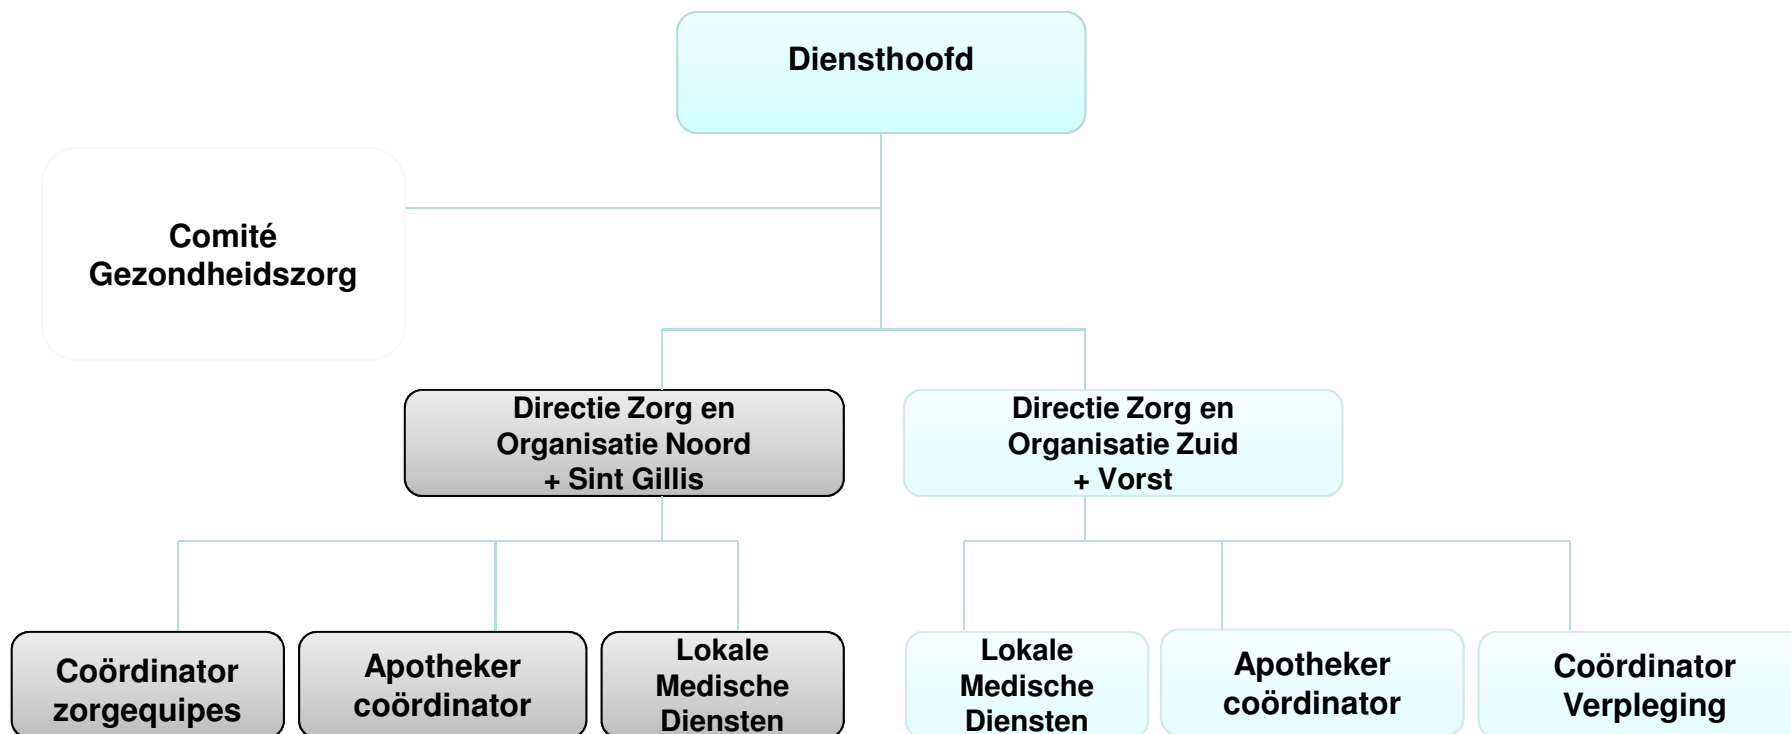 Diensthoofd
Comité
Gezondheidszorg
Directie Zorg en
Organisatie Noord
+ Sint Gillis
Directie Zorg en
Organisatie Zuid
+ Vorst
Coördinator
zorgequipes
Apotheker
coördinator
Lokale
Medische
Diensten
Lokale
Medische
Diensten
Apotheker
coördinator
Coördinator
Verpleging